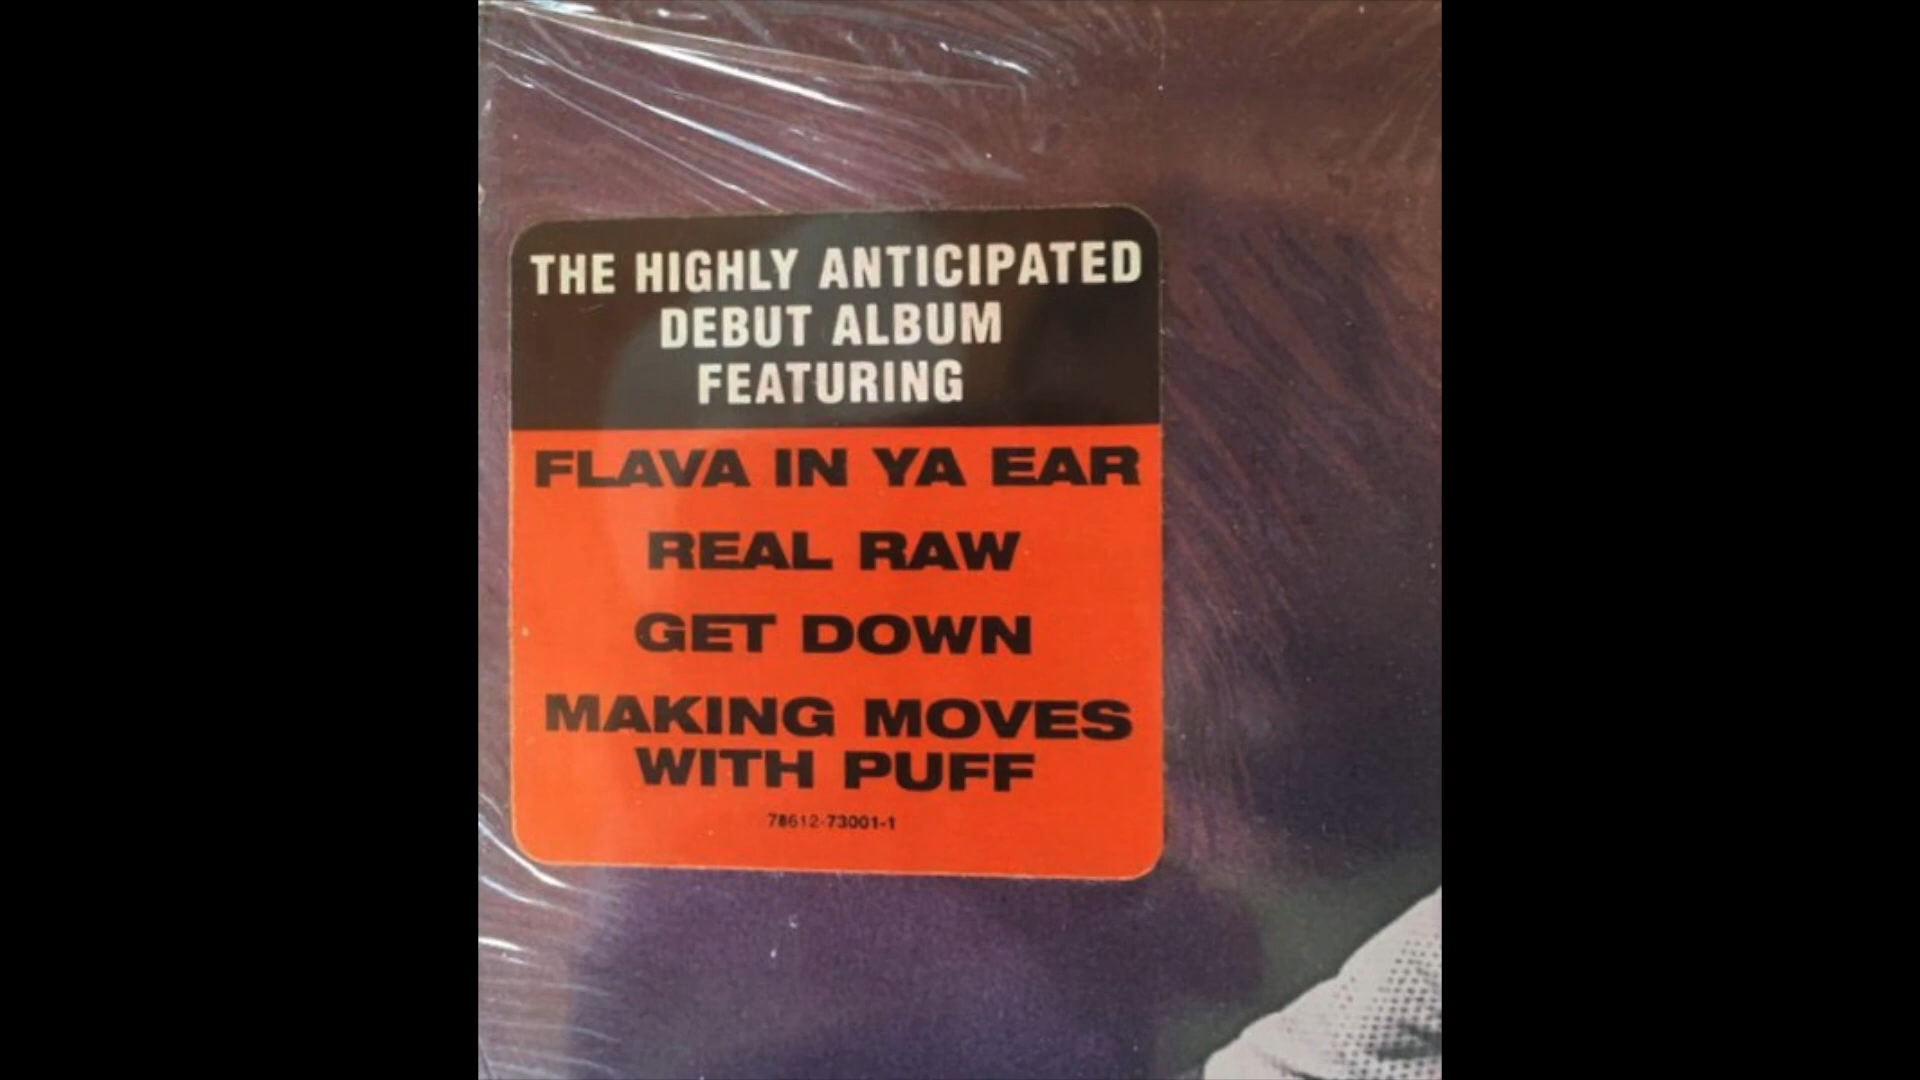 THE HIGHLY ANTICIPATED
DEBUT ALBUM
FEATURING
FLAVA IN YA EAR
REAL RAW
GET DOWN
MAKING MOVES
WITH PUFF
78612-73001-1